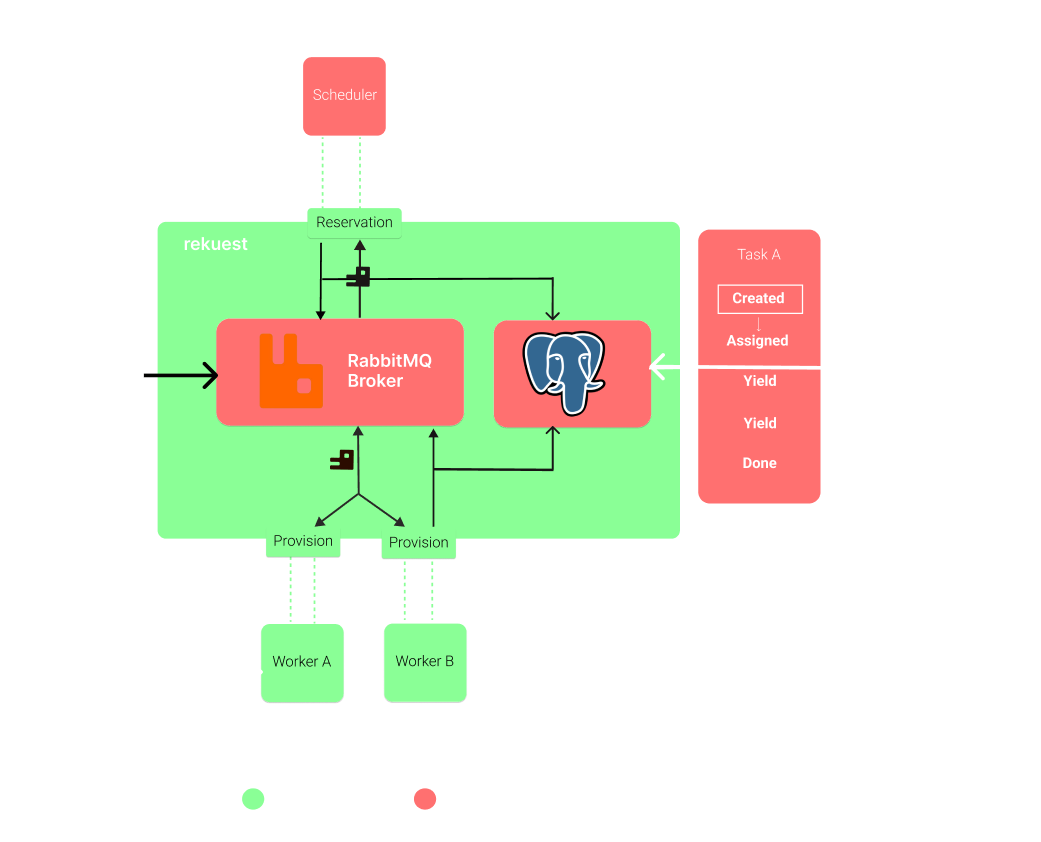 Scheduler
Reservation
rekuest
Task A
Created
Assigned
RabbitMQ
Broker
Yield
Yield
Done
Provision
Provision
Worker A
Worker B